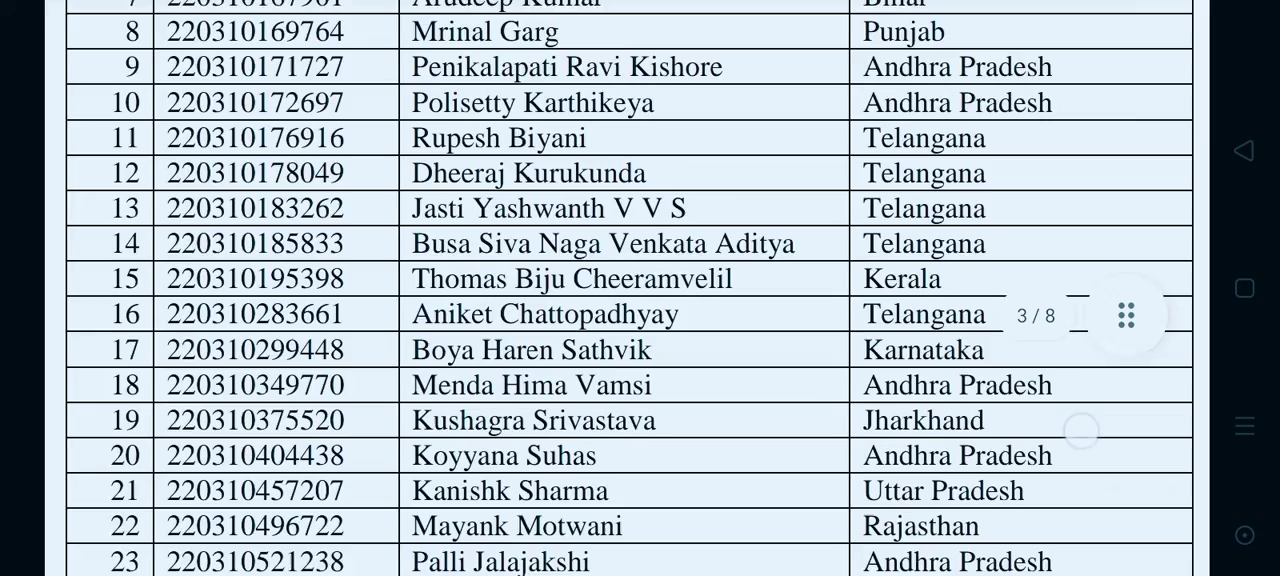 8 220310169764 Mrinal Garg Punjab
9 220310171727 Penikalapati Ravi Kishore Andhra Pradesh
10 220310172697 Polisetty Karthikeya Andhra Pradesh
11 220310176916 Rupesh Biyani Telangana
12 220310178049 Dheeraj Kurukunda Telangana
13 220310183262 Jasti Yashwanth V V S Telangana
14 220310185833 Busa Siva Naga Venkata Aditya Telangana
15 220310195398 Thomas Biju Cheeramvelil Kerala
16 220310283661 Aniket Chattopadhyay Telangana 3 / 8
17 220310299448 Boya Haren Sathvik Karnataka
18 220310349770 Menda Hima Vamsi Andhra Pradesh
19 220310375520 Kushagra Srivastava Jharkhand
20 220310404438 Koyyana Suhas Andhra Pradesh
21 220310457207 Kanishk Sharma Uttar Pradesh
22 220310496722 Mayank Motwani Rajasthan
23 220310521238 Palli Jalajakshi Andhra Pradesh